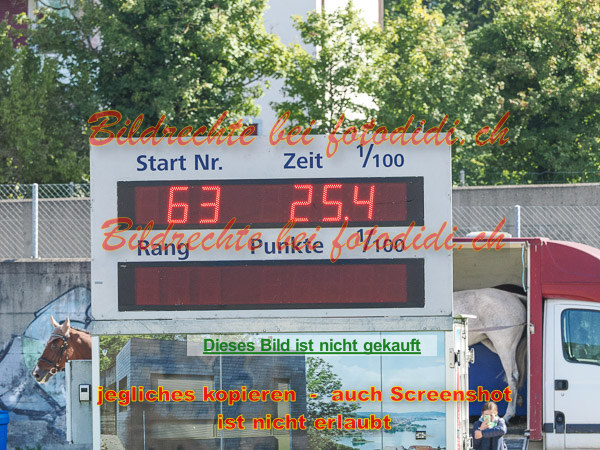 Bildrechte bei fotodidi.ch
Start Nr. Zeit 1/100
63 25.4
Bildrechte bei fotodidi.ch
Rang Punkte 1/100
Dieses Bild ist nicht gekauft
jegliches kopieren - auch Screenshot
ist nicht erlaubt